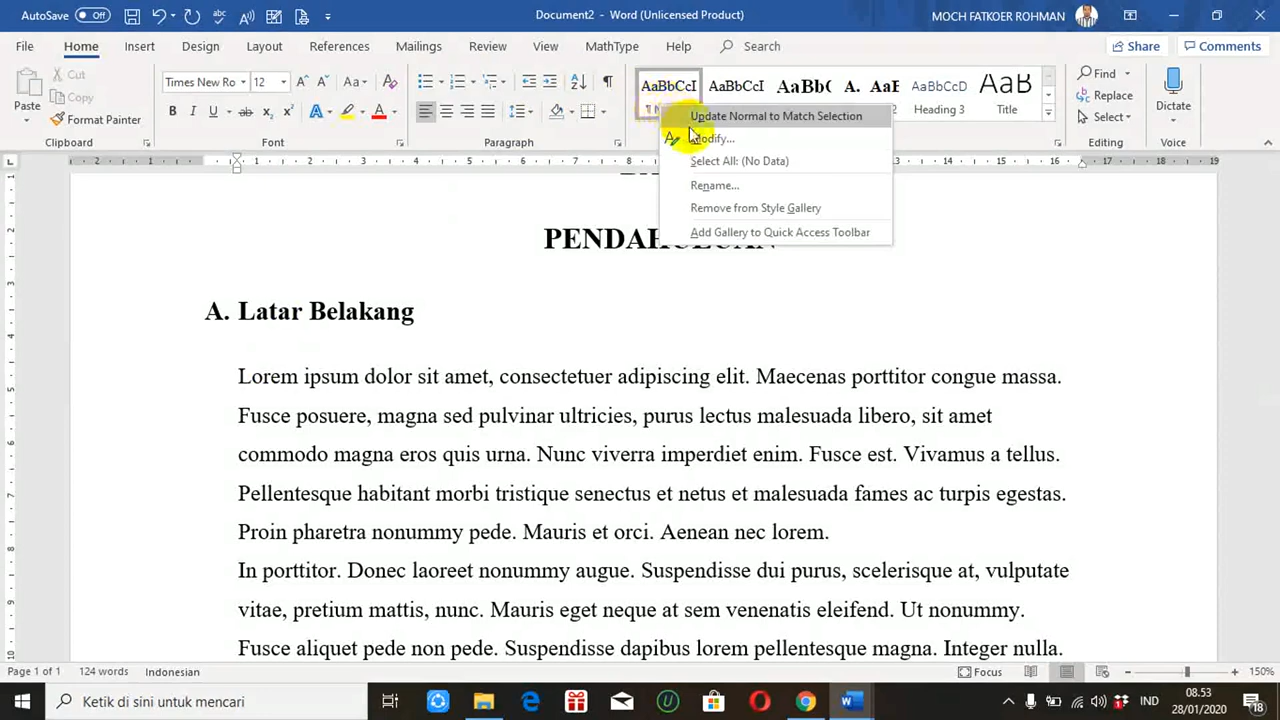 AutoSave Off Document2 - Word (Unlicensed Product) MOCH FATKOER ROHMAN
File Home Insert Design Layout References Mailings Review View MathType Help Search Share Comments
Paste Cut Copy Format Painter
Clipboard
Times New Ro 12
Font
Paragraph
AaBbCcI AaBbCcI AaBb( A. AaB AaBbCcD AaB
Heading 3 Title
Find Replace Select
Editing
Dictate
Voice
Update Normal to Match Selection
Modify...
Select All: (No Data)
Rename...
Remove from Style Gallery
Add Gallery to Quick Access Toolbar
PENDAHULUAN
A. Latar Belakang
Lorem ipsum dolor sit amet, consectetuer adipiscing elit. Maecenas porttitor congue massa.
Fusce posuere, magna sed pulvinar ultricies, purus lectus malesuada libero, sit amet
commodo magna eros quis urna. Nunc viverra imperdiet enim. Fusce est. Vivamus a tellus.
Pellentesque habitant morbi tristique senectus et netus et malesuada fames ac turpis egestas.
Proin pharetra nonummy pede. Mauris et orci. Aenean nec lorem.
In porttitor. Donec laoreet nonummy augue. Suspendisse dui purus, scelerisque at, vulputate
vitae, pretium mattis, nunc. Mauris eget neque at sem venenatis eleifend. Ut nonummy.
Fusce aliquet pede non pede. Suspendisse dapibus lorem pellentesque magna. Integer nulla.
Page 1 of 1 124 words Indonesian Focus 150%
Ketik di sini untuk mencari IND 08.53
28/01/2020 18